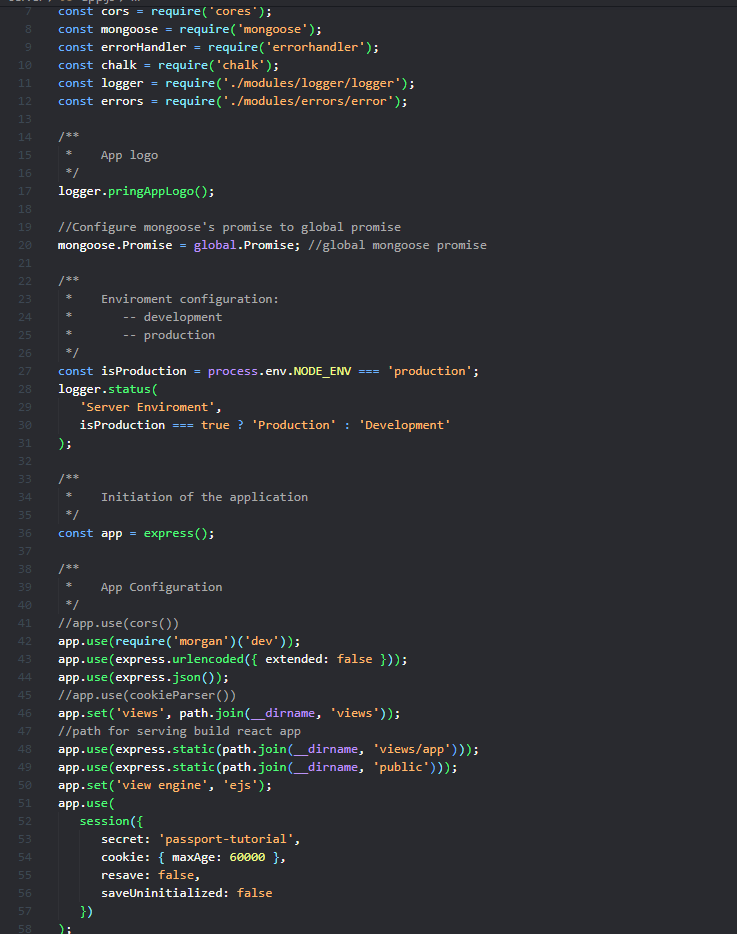 7 const cors = require('cores');
8 const mongoose = require('mongoose');
9 const errorHandler = require('errorhandler');
10 const chalk = require('chalk');
11 const logger = require('./modules/logger/logger');
12 const errors = require('./modules/errors/error');
13
14 /**
15 *    App logo
16 */
17 logger.pringAppLogo();
18
19 //Configure mongoose's promise to global promise
20 mongoose.Promise = global.Promise; //global mongoose promise
21
22 /**
23 *    Enviroment configuration:
24 *       -- development
25 *       -- production
26 */
27 const isProduction = process.env.NODE_ENV === 'production';
28 logger.status(
29    'Server Enviroment',
30    isProduction === true ? 'Production' : 'Development'
31 );
32
33 /**
34 *    Initiation of the application
35 */
36 const app = express();
37
38 /**
39 *    App Configuration
40 */
41 //app.use(cors())
42 app.use(require('morgan')('dev'));
43 app.use(express.urlencoded({ extended: false }));
44 app.use(express.json());
45 //app.use(cookieParser())
46 app.set('views', path.join(__dirname, 'views'));
47 //path for serving build react app
48 app.use(express.static(path.join(__dirname, 'views/app')));
49 app.use(express.static(path.join(__dirname, 'public')));
50 app.set('view engine', 'ejs');
51 app.use(
52    session({
53       secret: 'passport-tutorial',
54       cookie: { maxAge: 60000 },
55       resave: false,
56       saveUninitialized: false
57    })
58 );